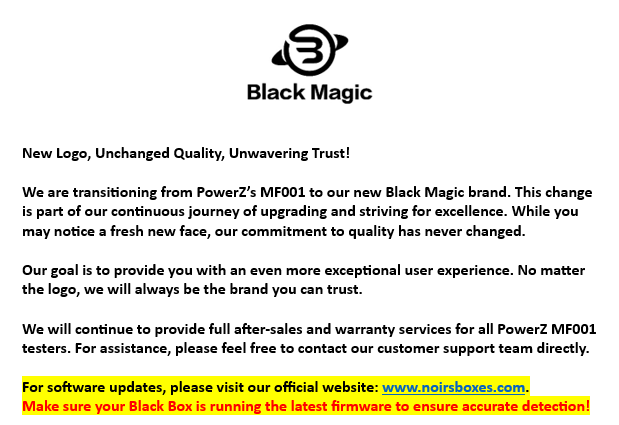 Black Magic
New Logo, Unchanged Quality, Unwavering Trust!
We are transitioning from PowerZ’s MF001 to our new Black Magic brand. This change
is part of our continuous journey of upgrading and striving for excellence. While you
may notice a fresh new face, our commitment to quality has never changed.
Our goal is to provide you with an even more exceptional user experience. No matter
the logo, we will always be the brand you can trust.
We will continue to provide full after-sales and warranty services for all PowerZ MF001
testers. For assistance, please feel free to contact our customer support team directly.
For software updates, please visit our official website: www.noirsboxes.com.
Make sure your Black Box is running the latest firmware to ensure accurate detection!